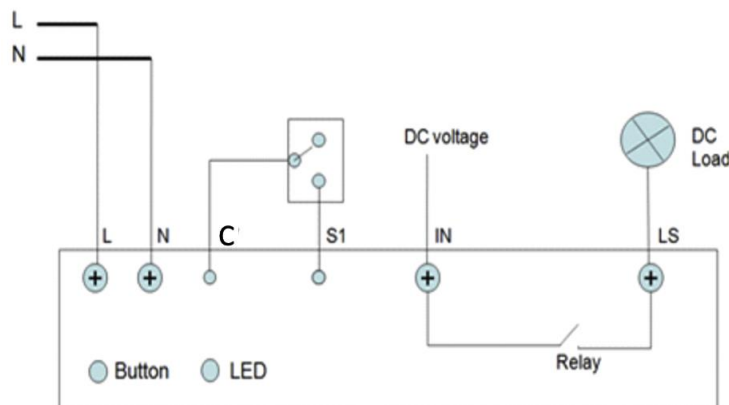 L
N
DC voltage
DC
Load
L
N
C
S1
IN
LS
+
+
+
+
Relay
Button
LED